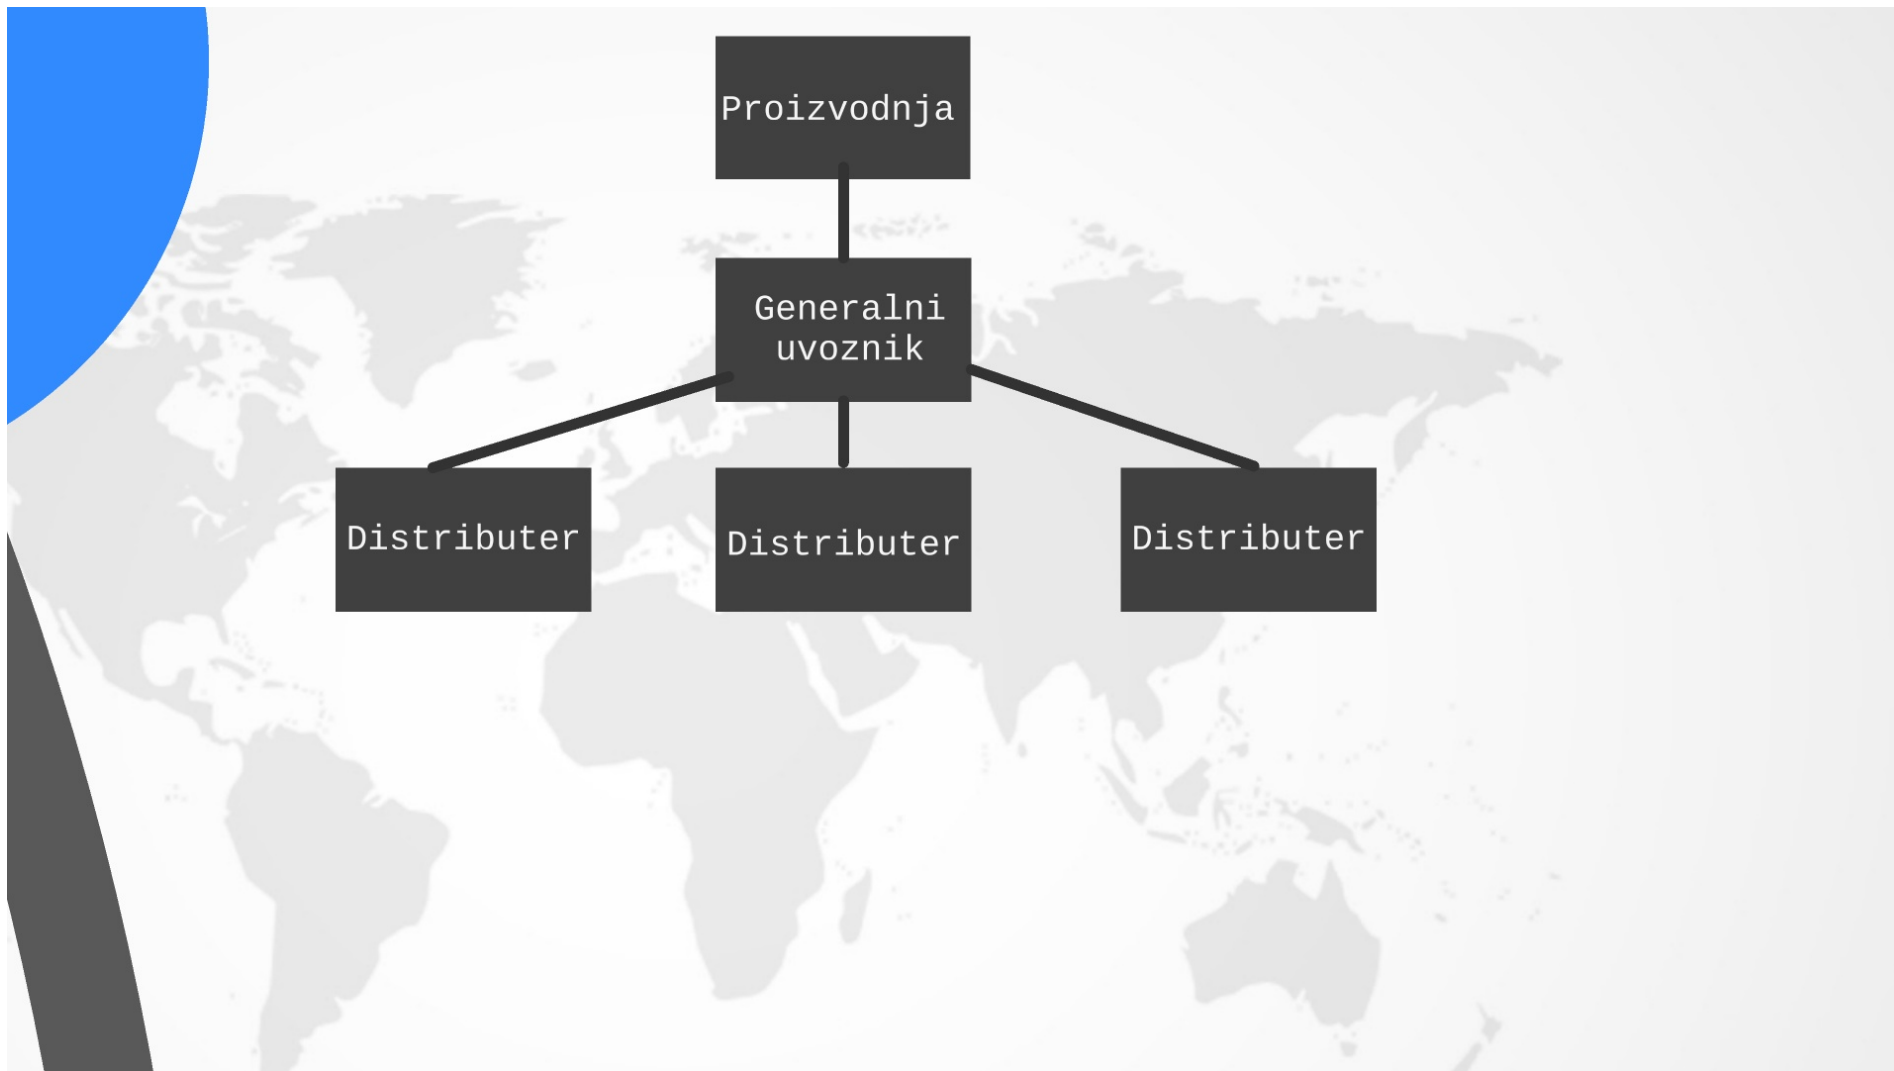 Proizvodnja
Generalni
uvoznik
Distributer
Distributer
Distributer